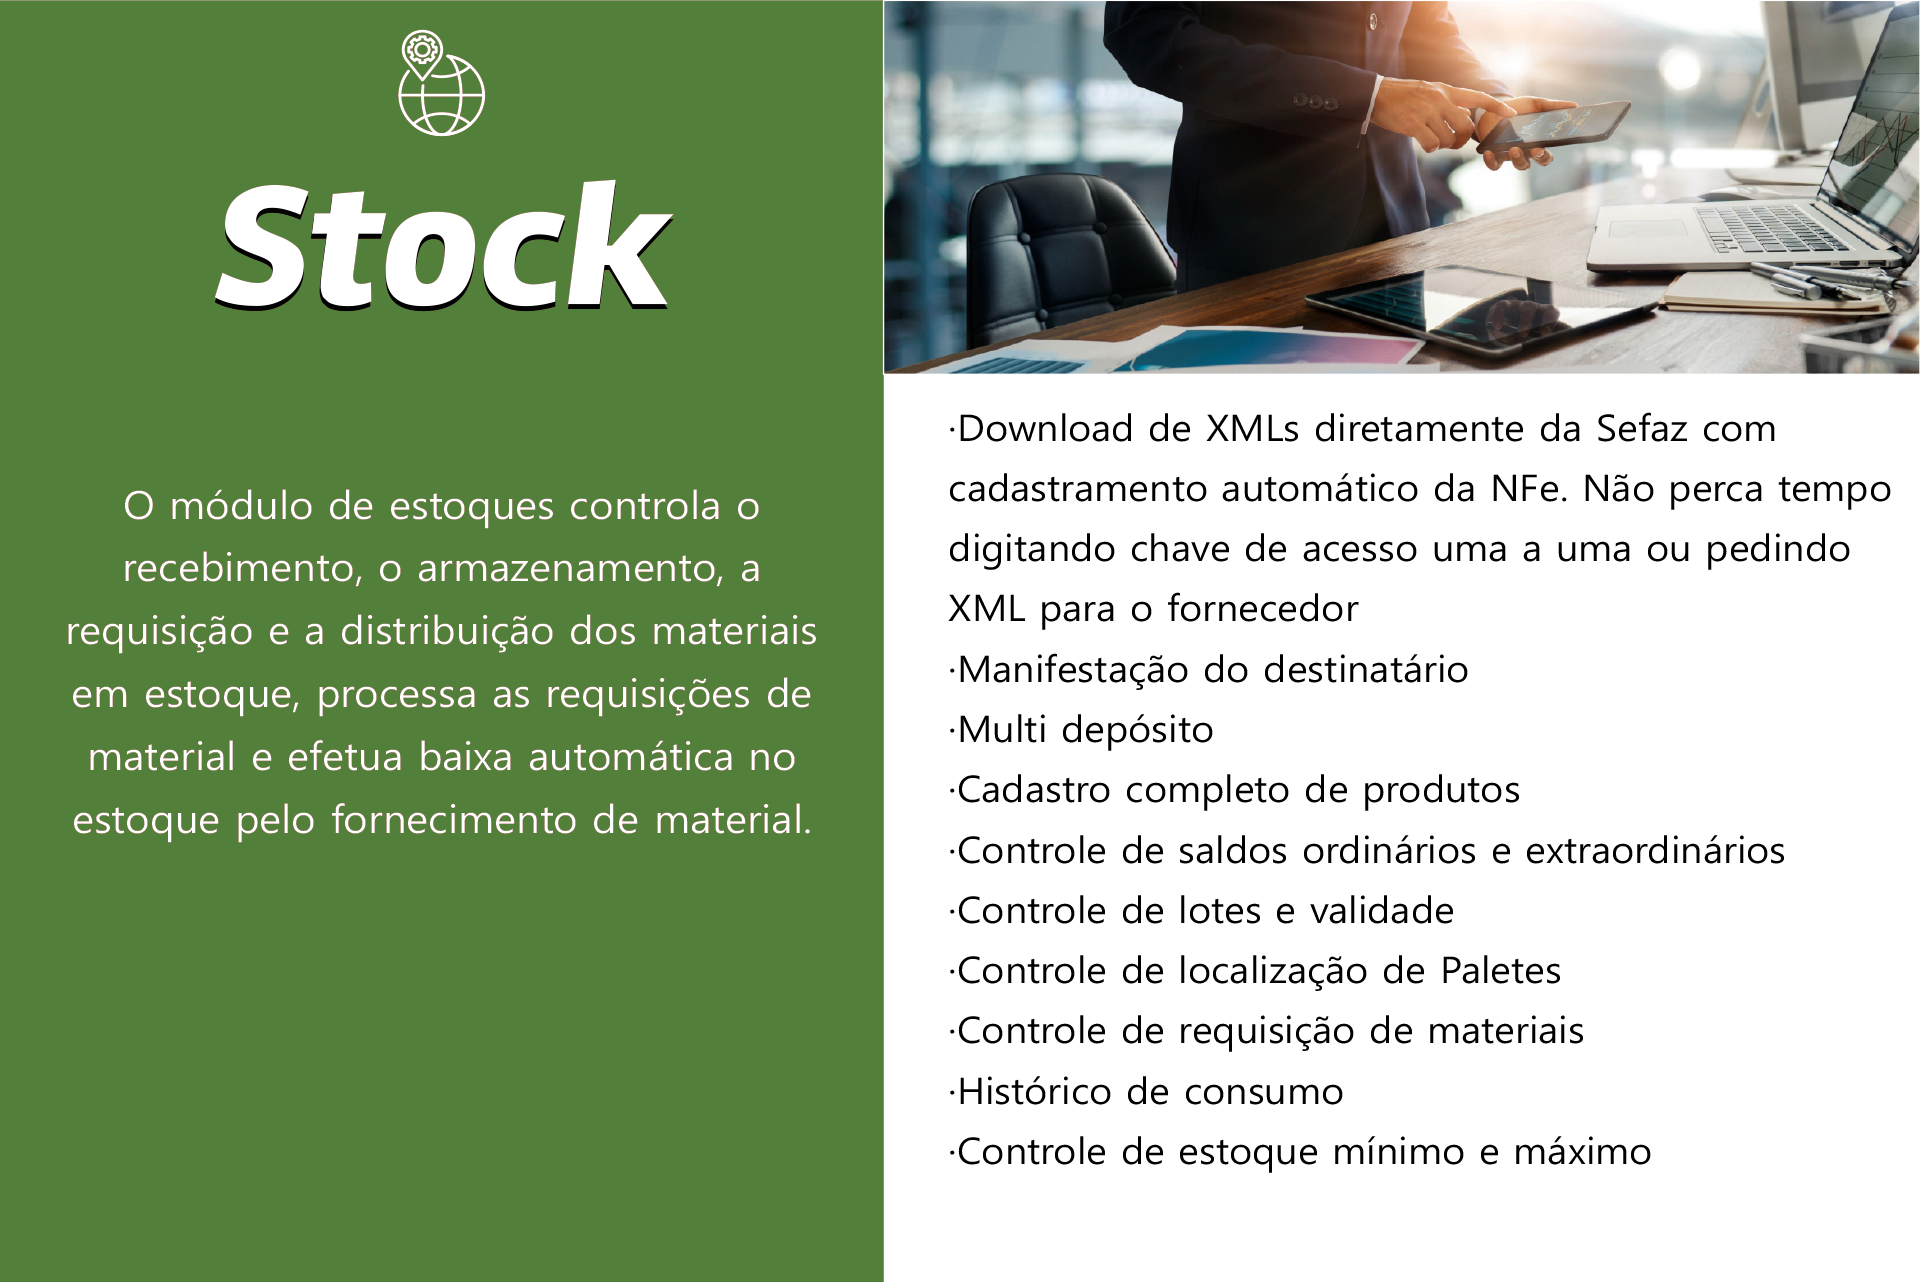 Stock
O módulo de estoques controla o
recebimento, o armazenamento, a
requisição e a distribuição dos materiais
em estoque, processa as requisições de
material e efetua baixa automática no
estoque pelo fornecimento de material.
·Download de XMLs diretamente da Sefaz com
cadastramento automático da NFe. Não perca tempo
digitando chave de acesso uma a uma ou pedindo
XML para o fornecedor
·Manifestação do destinatário
·Multi depósito
·Cadastro completo de produtos
·Controle de saldos ordinários e extraordinários
·Controle de lotes e validade
·Controle de localização de Paletes
·Controle de requisição de materiais
·Histórico de consumo
·Controle de estoque mínimo e máximo